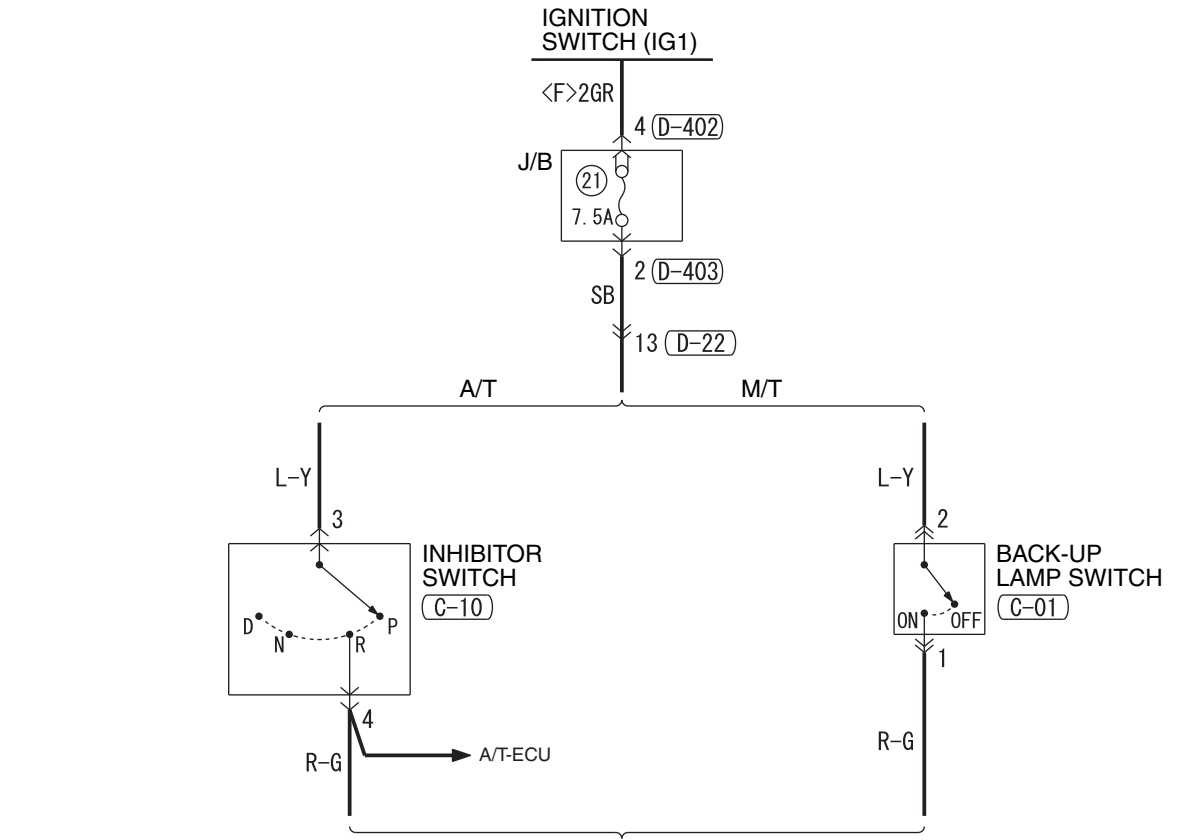 IGNITION
SWITCH (IG1)
<F>2GR
4 D-402
J/B
21
7.5A
2 D-403
SB
13 D-22
A/T
M/T
L-Y
L-Y
3
2
INHIBITOR
SWITCH
C-10
BACK-UP
LAMP SWITCH
C-01
D
N
R
P
ON
OFF
1
4
R-G
A/T-ECU
R-G